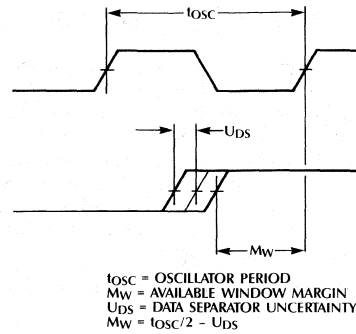 tOSC
UDS
MW
tOSC = OSCILLATOR PERIOD
MW = AVAILABLE WINDOW MARGIN
UDS = DATA SEPARATOR UNCERTAINTY
MW = tOSC/2 - UDS